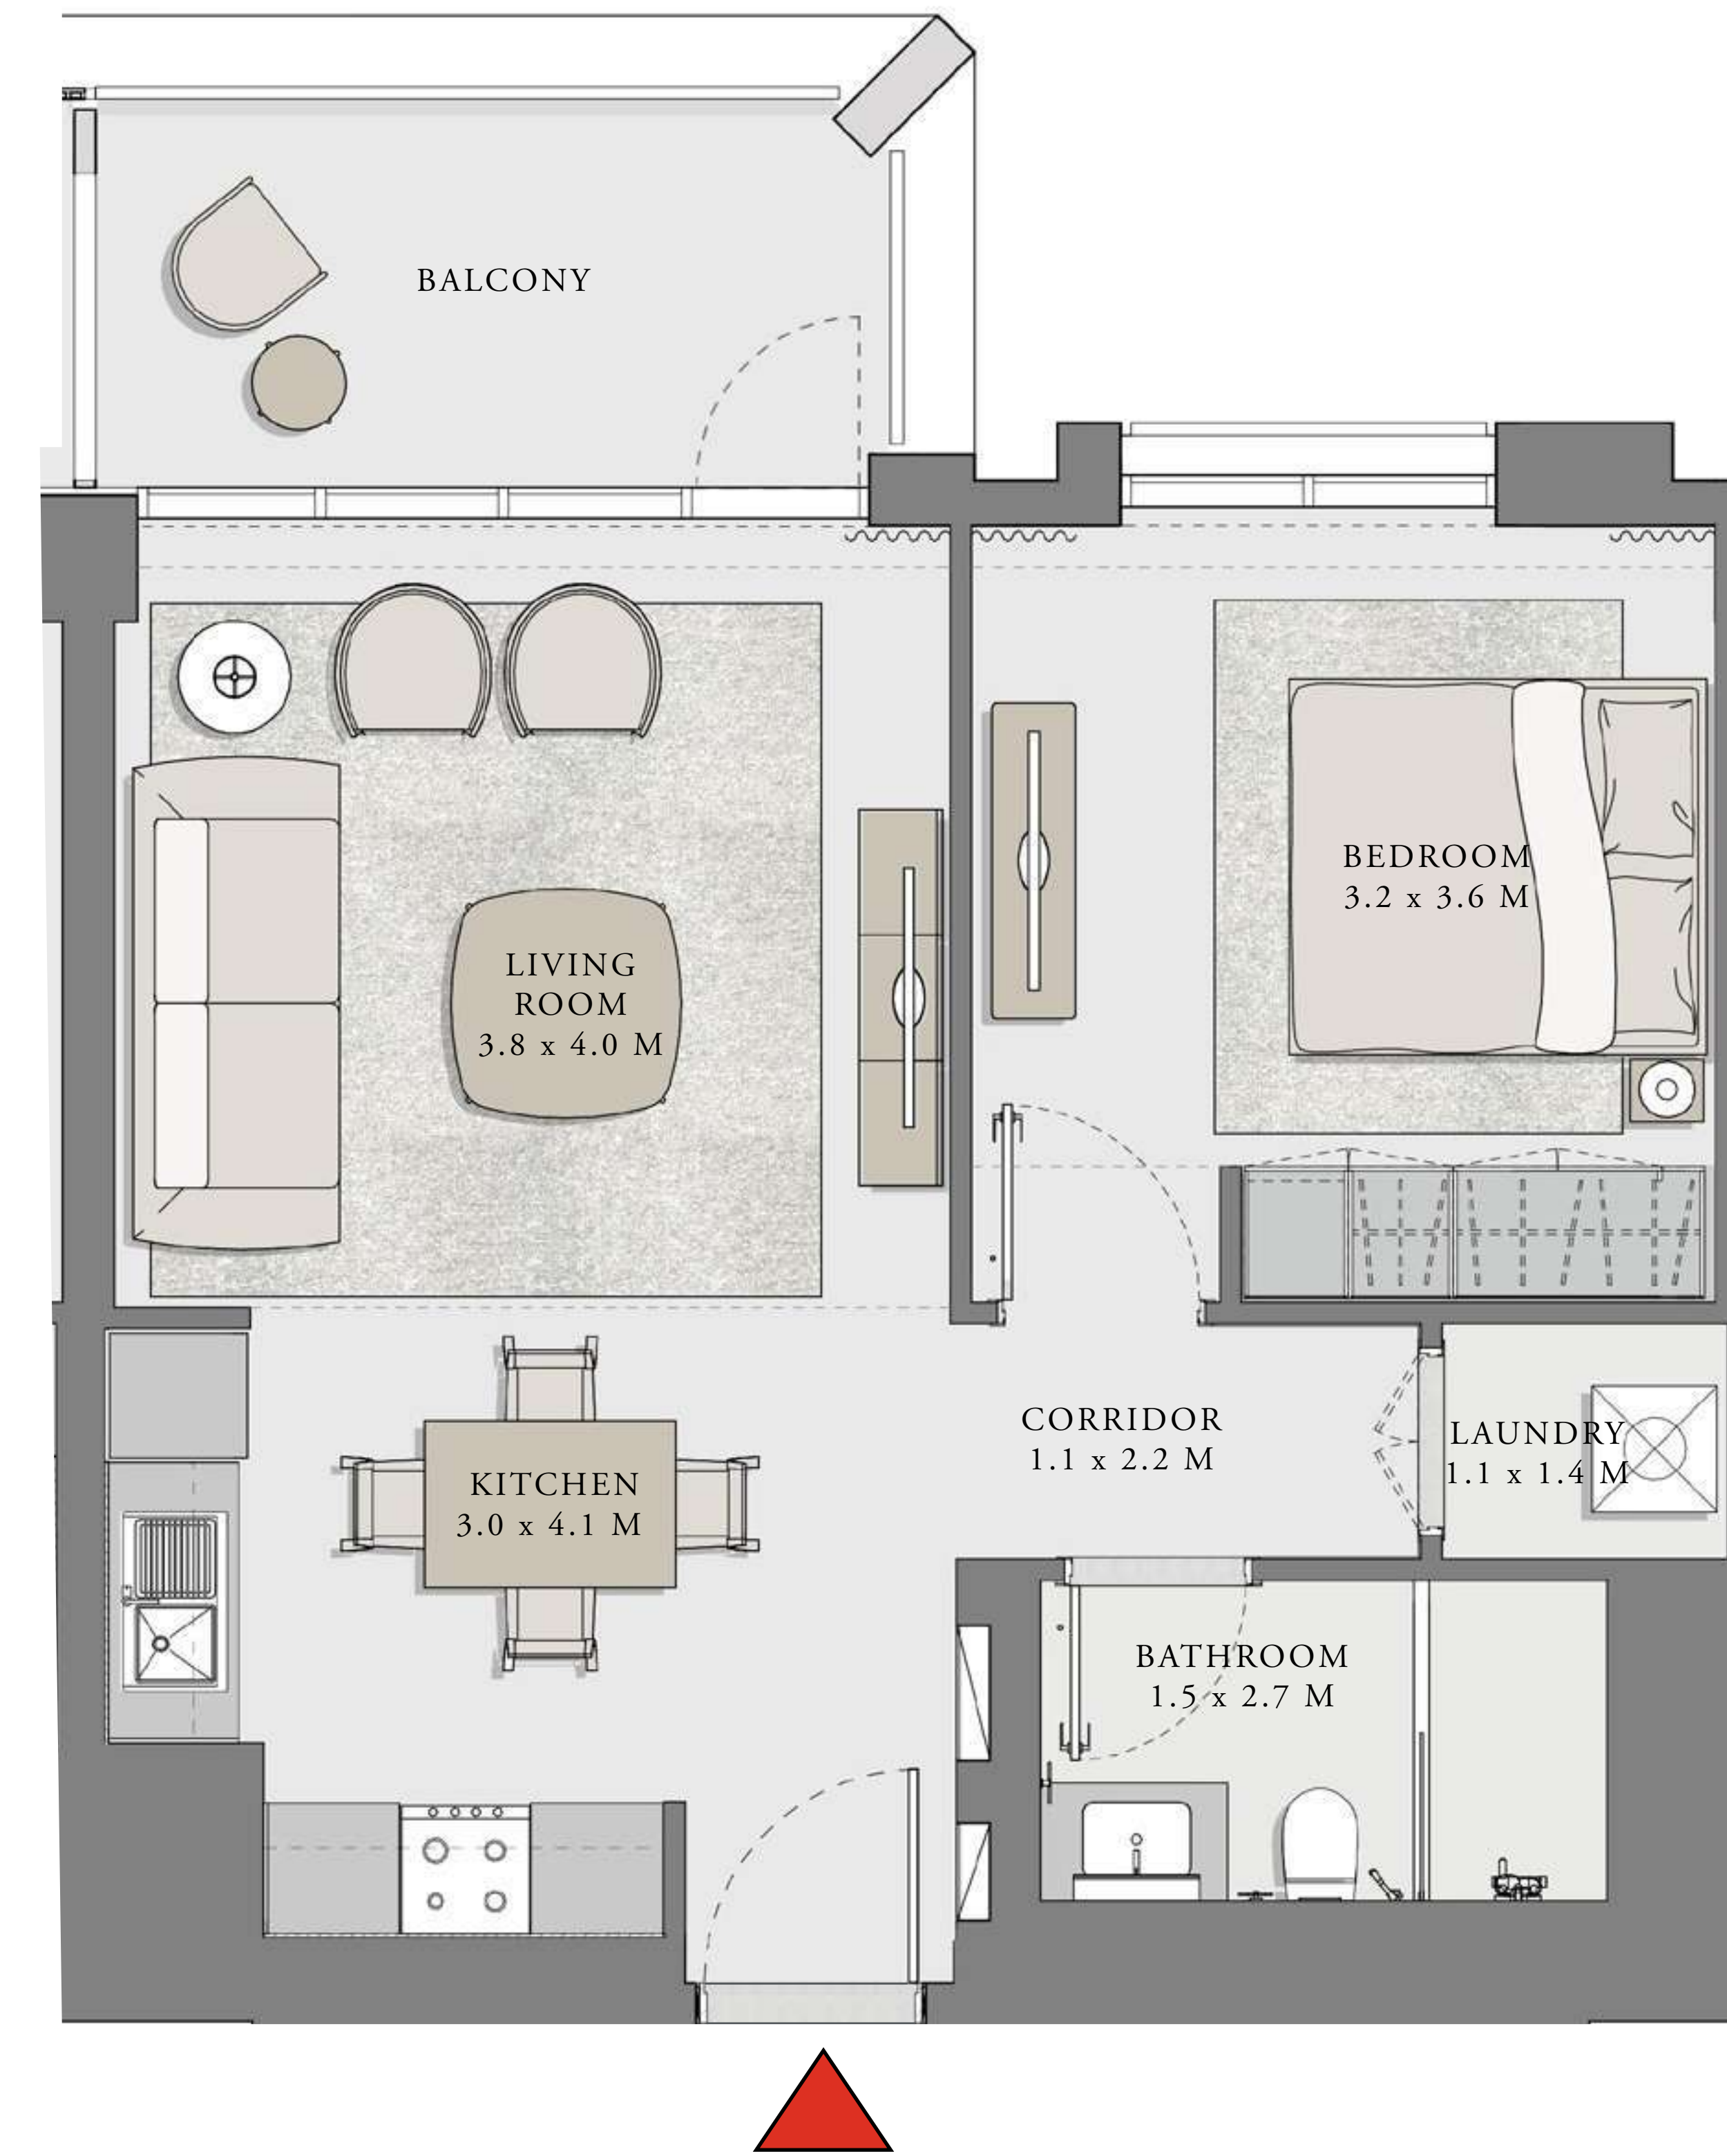 BALCONY
BEDROOM
3.2 x 3.6 M
LIVING
ROOM
3.8 x 4.0 M
CORRIDOR
1.1 x 2.2 M
LAUNDRY
1.1 x 1.4 M
KITCHEN
3.0 x 4.1 M
BATHROOM
1.5 x 2.7 M